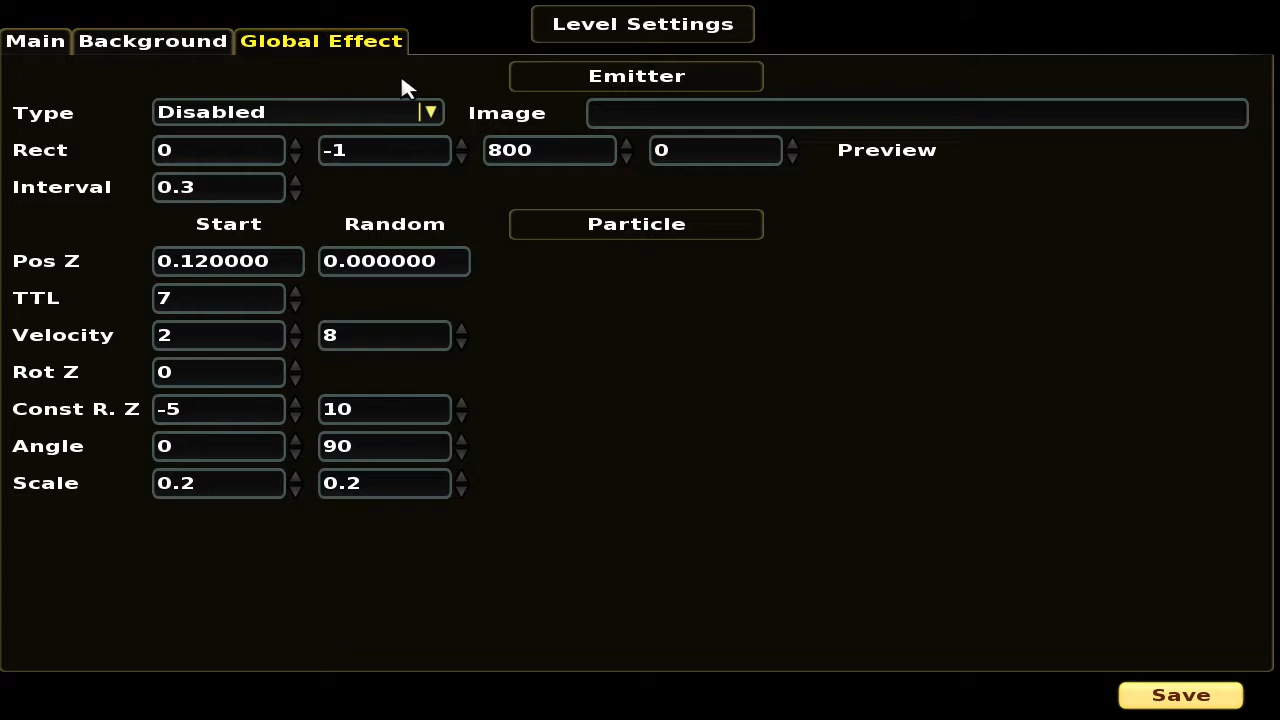 Level Settings
Main Background Global Effect
Emitter
Type Disabled Image
Rect 0 -1 800 0 Preview
Interval 0.3
Start Random Particle
Pos Z 0.120000 0.000000
TTL 7
Velocity 2 8
Rot Z 0
Const R. Z -5 10
Angle 0 90
Scale 0.2 0.2
Save